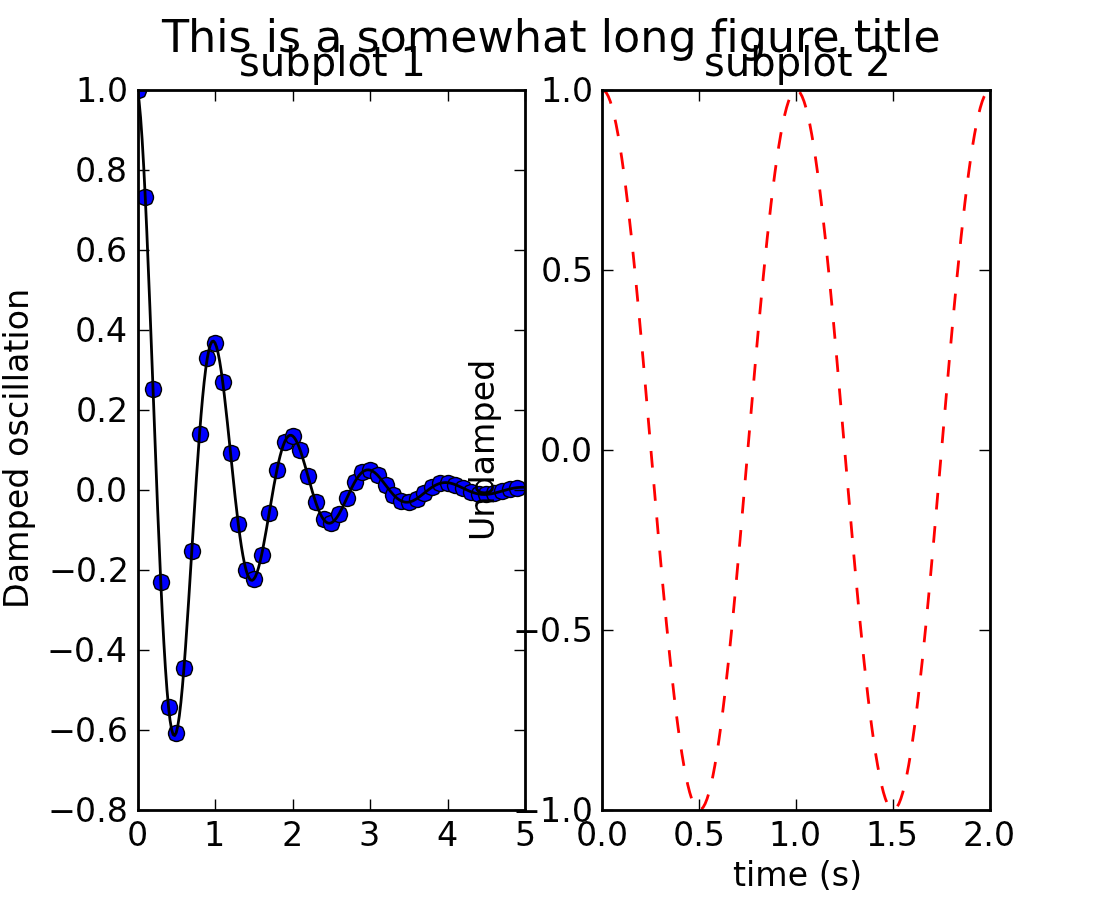 This is a somewhat long figure title
subplot 1
subplot 2
Damped oscillation
1.0
0.8
0.6
0.4
0.2
0.0
−0.2
−0.4
−0.6
−0.8
0 1 2 3 4 5
Undamped
1.0
0.5
0.0
−0.5
−1.0
0.0 0.5 1.0 1.5 2.0
time (s)